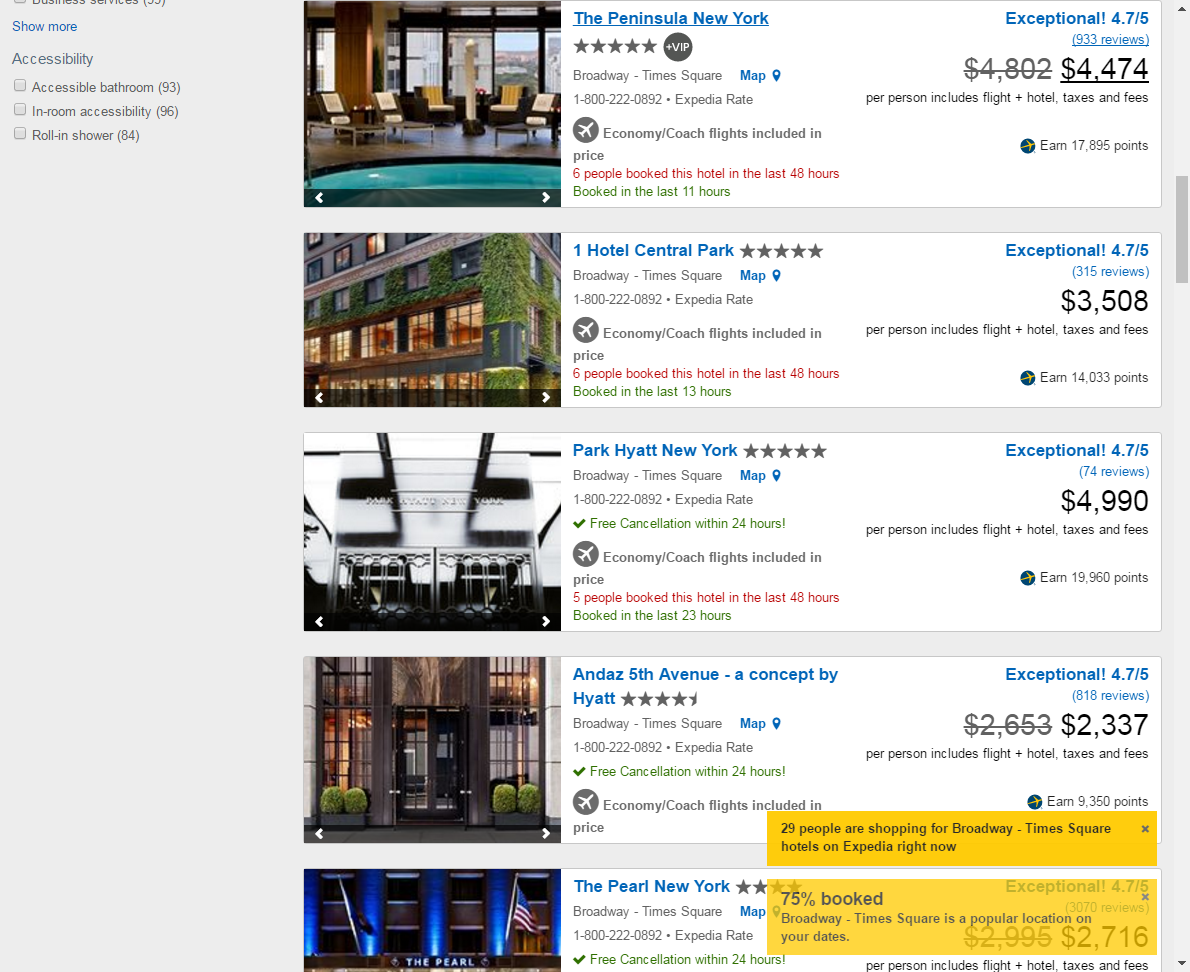 Business services (95)
Show more
Accessibility
Accessible bathroom (93)
In-room accessibility (96)
Roll-in shower (84)
The Peninsula New York
+VIP
Broadway - Times Square Map
1-800-222-0892 • Expedia Rate
Economy/Coach flights included in
price
6 people booked this hotel in the last 48 hours
Booked in the last 11 hours
Exceptional! 4.7/5
(933 reviews)
$4,802 $4,474
per person includes flight + hotel, taxes and fees
Earn 17,895 points
1 Hotel Central Park
Broadway - Times Square Map
1-800-222-0892 • Expedia Rate
Economy/Coach flights included in
price
6 people booked this hotel in the last 48 hours
Booked in the last 13 hours
Exceptional! 4.7/5
(315 reviews)
$3,508
per person includes flight + hotel, taxes and fees
Earn 14,033 points
PARK HYATT NEW YORK
Park Hyatt New York
Broadway - Times Square Map
1-800-222-0892 • Expedia Rate
Free Cancellation within 24 hours!
Economy/Coach flights included in
price
5 people booked this hotel in the last 48 hours
Booked in the last 23 hours
Exceptional! 4.7/5
(74 reviews)
$4,990
per person includes flight + hotel, taxes and fees
Earn 19,960 points
Andaz 5th Avenue - a concept by
Hyatt
Broadway - Times Square Map
1-800-222-0892 • Expedia Rate
Free Cancellation within 24 hours!
Economy/Coach flights included in
price
Exceptional! 4.7/5
(818 reviews)
$2,653 $2,337
per person includes flight + hotel, taxes and fees
Earn 9,350 points
29 people are shopping for Broadway - Times Square
hotels on Expedia right now
THE PEARL
The Pearl New York
Broadway - Times Square Map
1-800-222-0892 • Expedia Rate
Free Cancellation within 24 hours!
Exceptional! 4.7/5
(3070 reviews)
$2,995 $2,716
per person includes flight + hotel, taxes and fees
75% booked
Broadway - Times Square is a popular location on
your dates.